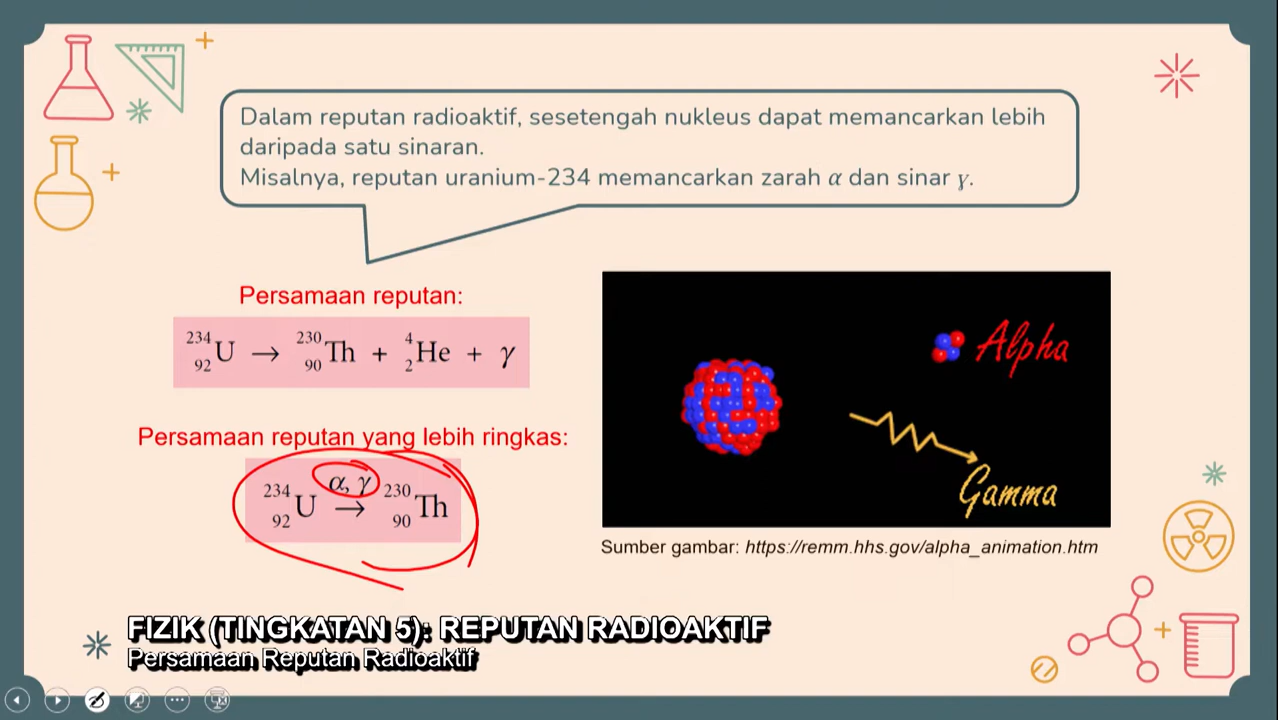 Dalam reputan radioaktif, sesetengah nukleus dapat memancarkan lebih
daripada satu sinaran.
Misalnya, reputan uranium-234 memancarkan zarah α dan sinar γ.
Persamaan reputan:
²³⁴₉₂U → ²³⁰₉₀Th + ⁴₂He + γ
Persamaan reputan yang lebih ringkas:
α, γ
²³⁴₉₂U → ²³⁰₉₀Th
Alpha
Gamma
Sumber gambar: https://remm.hhs.gov/alpha_animation.htm
FIZIK (TINGKATAN 5): REPUTAN RADIOAKTIF
Persamaan Reputan Radioaktif